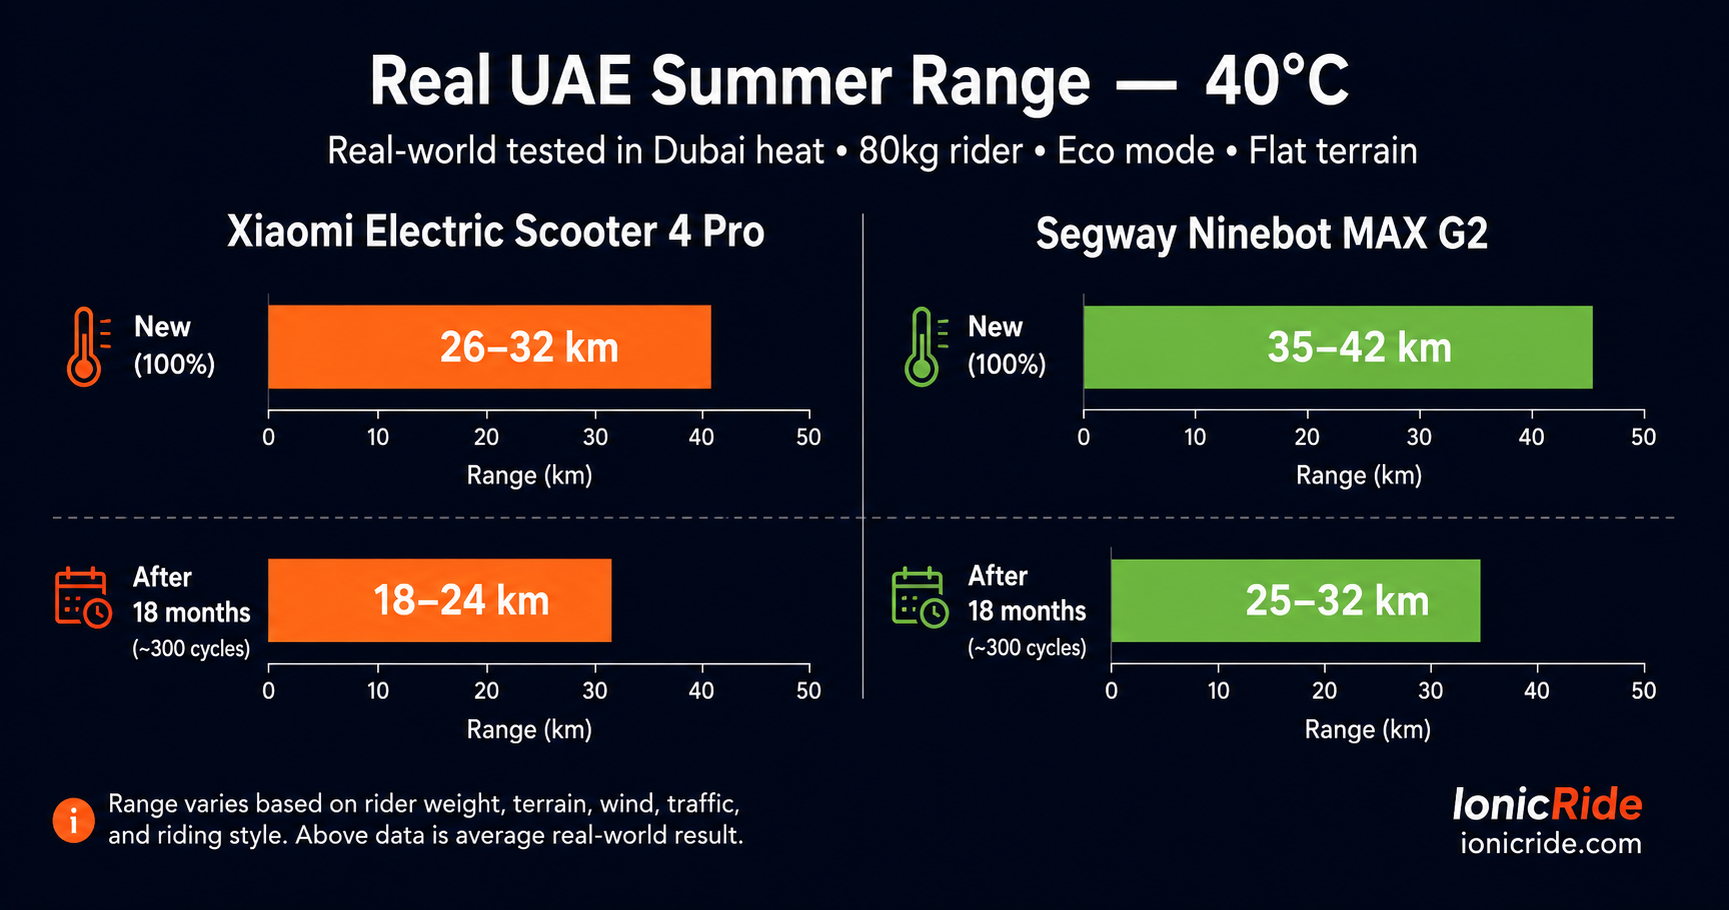 Real UAE Summer Range — 40°C
Real-world tested in Dubai heat • 80kg rider • Eco mode • Flat terrain
Xiaomi Electric Scooter 4 Pro
New
(100%)
26–32 km
0 10 20 30 40 50
Range (km)
After
18 months
(~300 cycles)
18–24 km
0 10 20 30 40 50
Range (km)
Segway Ninebot MAX G2
New
(100%)
35–42 km
0 10 20 30 40 50
Range (km)
After
18 months
(~300 cycles)
25–32 km
0 10 20 30 40 50
Range (km)
i
Range varies based on rider weight, terrain, wind, traffic,
and riding style. Above data is average real-world result.
IonicRide
ionicride.com